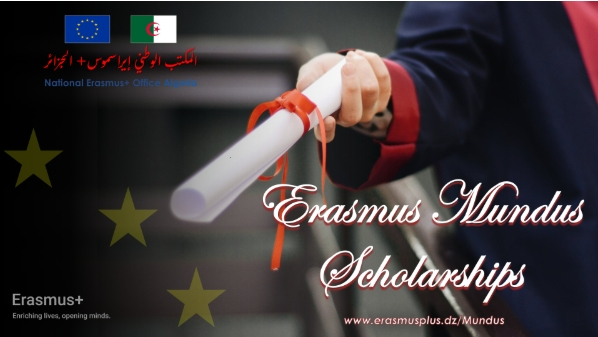 المكتب الوطني إيراسموس+ الجزائر
National Erasmus+ Office Algeria
Erasmus Mundus
Scholarships
Erasmus+
Enriching lives, opening minds.
www.erasmusplus.dz/Mundus